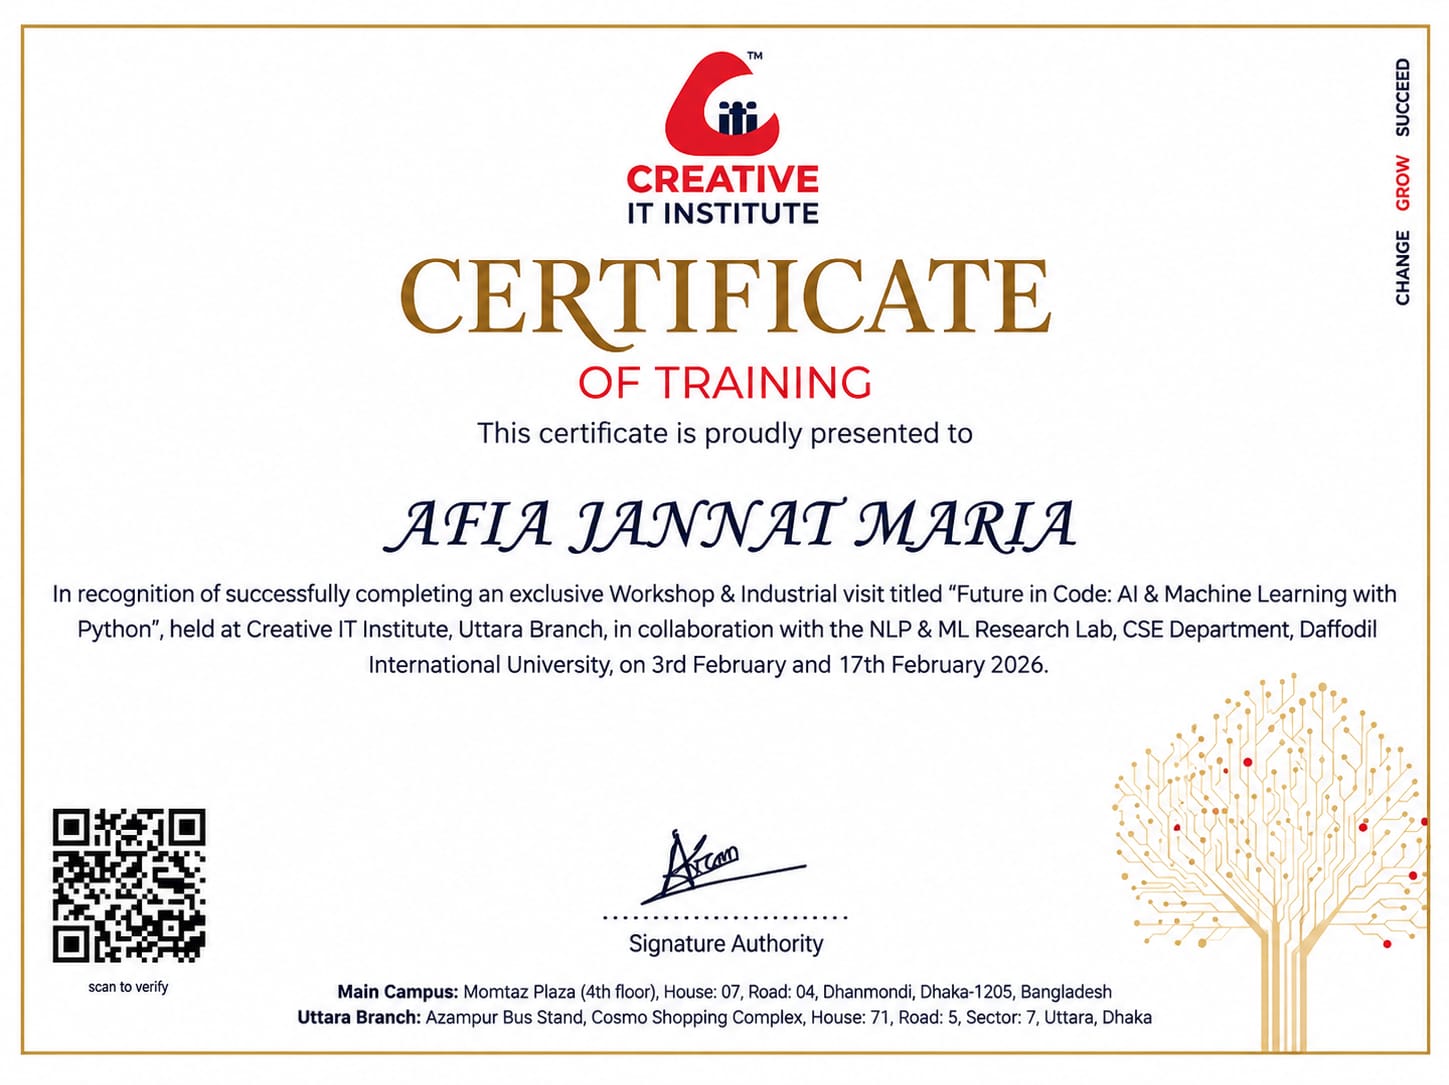 TM
iti
CREATIVE
IT INSTITUTE
CHANGE GROW SUCCEED
CERTIFICATE
OF TRAINING
This certificate is proudly presented to
AFIA JANNAT MARIA
In recognition of successfully completing an exclusive Workshop & Industrial visit titled “Future in Code: AI & Machine Learning with
Python”, held at Creative IT Institute, Uttara Branch, in collaboration with the NLP & ML Research Lab, CSE Department, Daffodil
International University, on 3rd February and 17th February 2026.
scan to verify
Signature Authority
Main Campus: Momtaz Plaza (4th floor), House: 07, Road: 04, Dhanmondi, Dhaka-1205, Bangladesh
Uttara Branch: Azampur Bus Stand, Cosmo Shopping Complex, House: 71, Road: 5, Sector: 7, Uttara, Dhaka